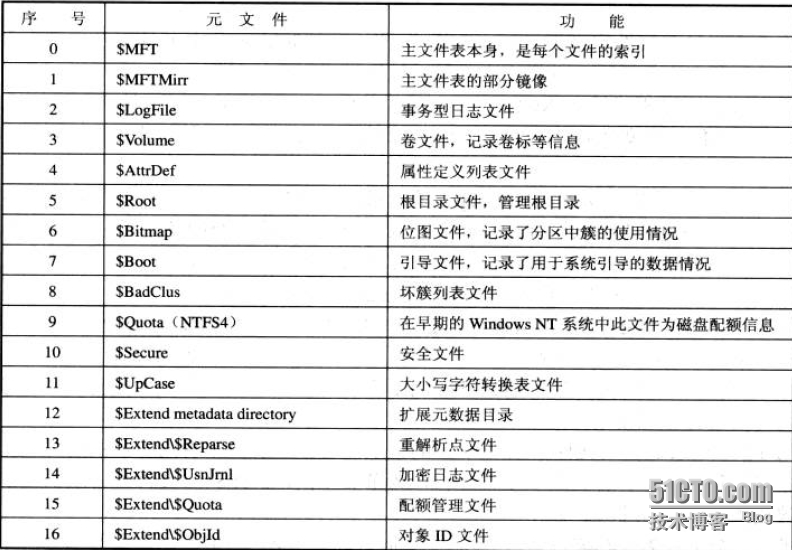 序 号 元 文 件 功 能
0 $MFT 主文件表本身，是每个文件的索引
1 $MFTMirr 主文件表的部分镜像
2 $LogFile 事务型日志文件
3 $Volume 卷文件，记录卷标等信息
4 $AttrDef 属性定义列表文件
5 $Root 根目录文件，管理根目录
6 $Bitmap 位图文件，记录了分区中簇的使用情况
7 $Boot 引导文件，记录了用于系统引导的数据情况
8 $BadClus 坏簇列表文件
9 $Quota（NTFS4） 在早期的 Windows NT 系统中此文件为磁盘配额信息
10 $Secure 安全文件
11 $UpCase 大小写字符转换表文件
12 $Extend metadata directory 扩展元数据目录
13 $Extend\$Reparse 重解析点文件
14 $Extend\$UsnJrnl 加密日志文件
15 $Extend\$Quota 配额管理文件
16 $Extend\$ObjId 对象 ID 文件
51CTO.com
技术博客 Blog